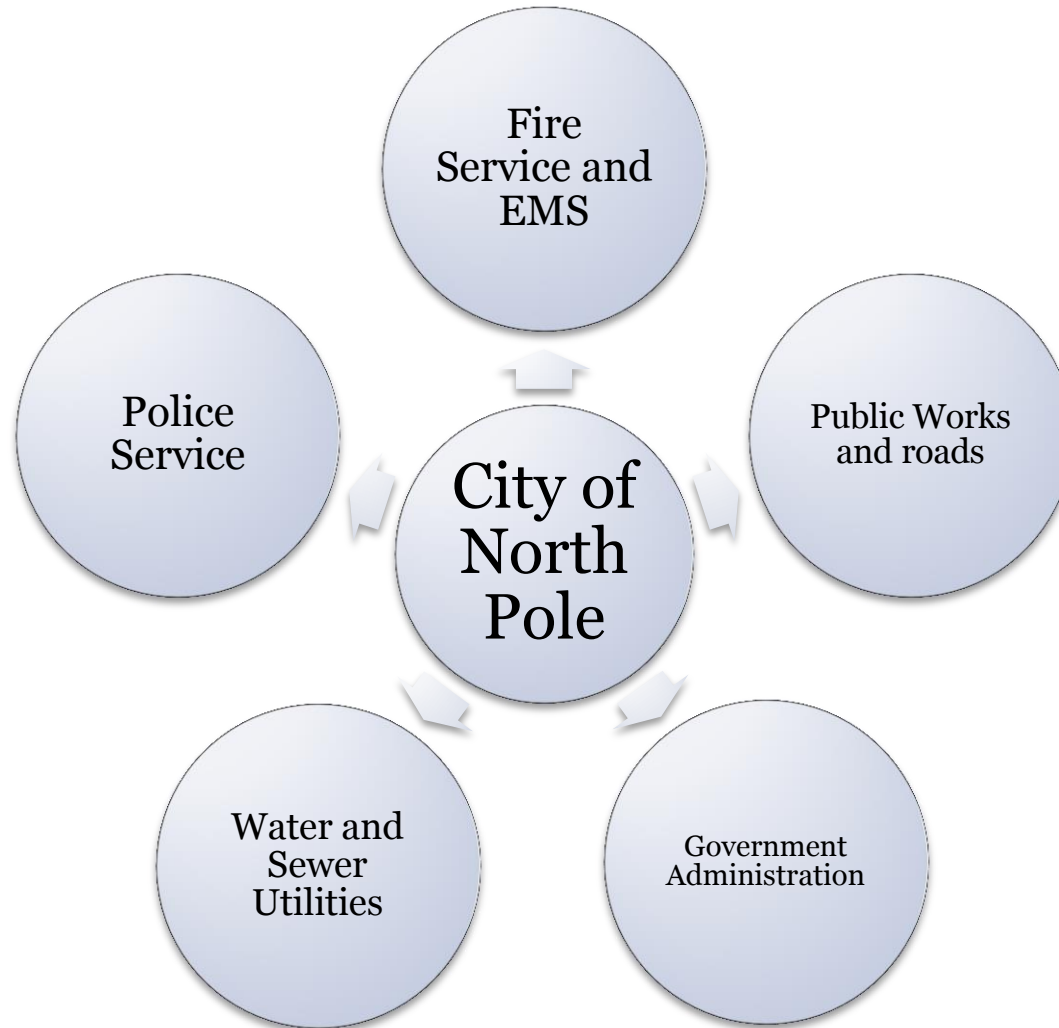 Fire
Service and
EMS
Police
Service
Public Works
and roads
City of
North
Pole
Water and
Sewer
Utilities
Government
Administration